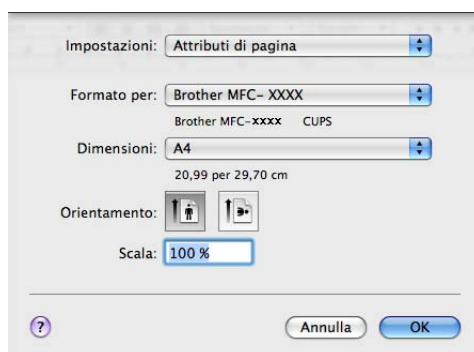 Impostazioni: Attributi di pagina
Formato per: Brother MFC- XXXX
Brother MFC-xxxx CUPS
Dimensioni: A4
20,99 per 29,70 cm
Orientamento:
Scala: 100 %
? Annulla OK